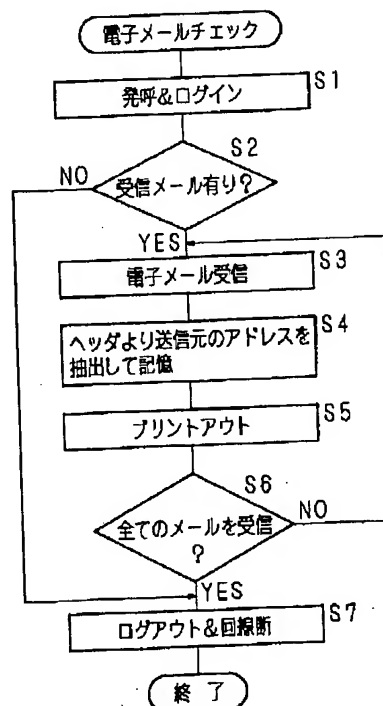 電子メールチェック
発呼&ログイン
S1
S2
受信メール有り?
NO
YES
電子メール受信
S3
ヘッダより送信元のアドレスを
抽出して記憶
S4
プリントアウト
S5
S6
全てのメールを受信
?
NO
YES
ログアウト&回線断
S7
終了